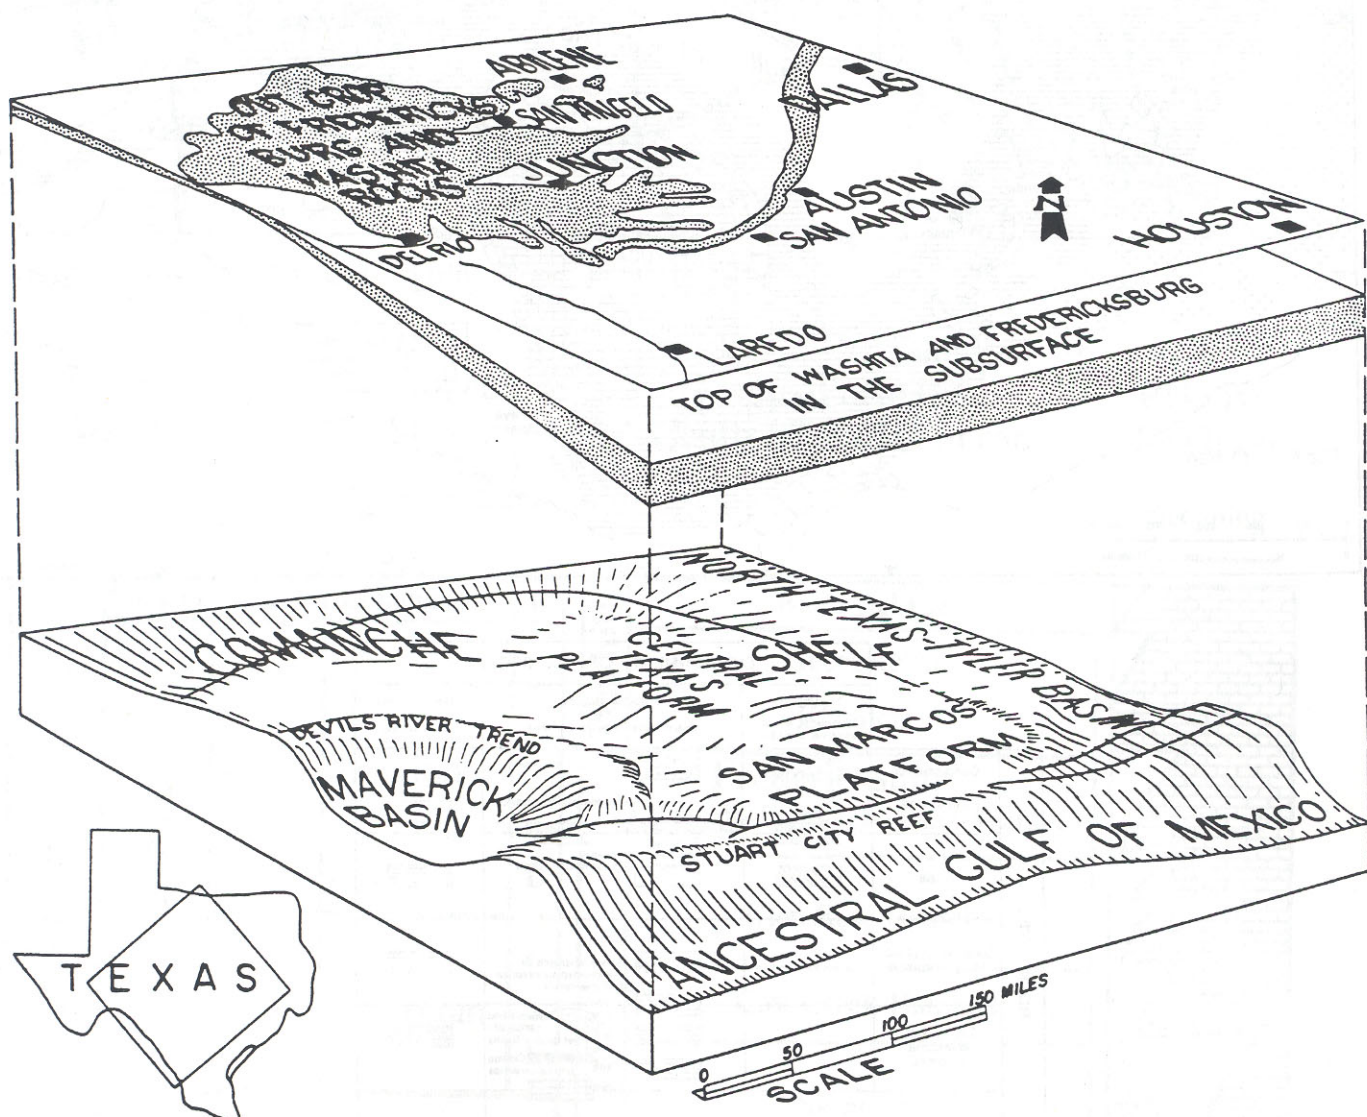 ABILENE
OUT CROP
OF FREDERICKS
BURG AND
WASHITA
ROCKS
SAN ANGELO
JUNCTION
DALLAS
DEL RIO
AUSTIN
SAN ANTONIO
N
HOUSTON
LAREDO
TOP OF WASHITA AND FREDERICKSBURG
IN THE SUBSURFACE
NORTH TEXAS-TYLER BASIN
COMANCHE SHELF
CENTRAL
TEXAS
PLATFORM
DEVILS RIVER TREND
MAVERICK
BASIN
SAN MARCOS
PLATFORM
STUART CITY REEF
ANCESTRAL GULF OF MEXICO
TEXAS
0 50 100 150 MILES
SCALE